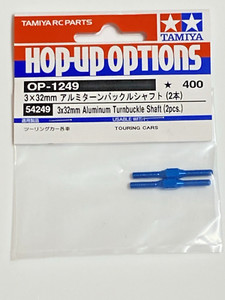 TAMIYA RC PARTS
TAMIYA
HOP-UP OPTIONS
OP-1249
★ 400
3×32mm アルミターンバックルシャフト (2本)
54249 3x32mm Aluminum Turnbuckle Shaft (2pcs.)
USABLE WITH
ツーリングカー各車 TOURING CARS